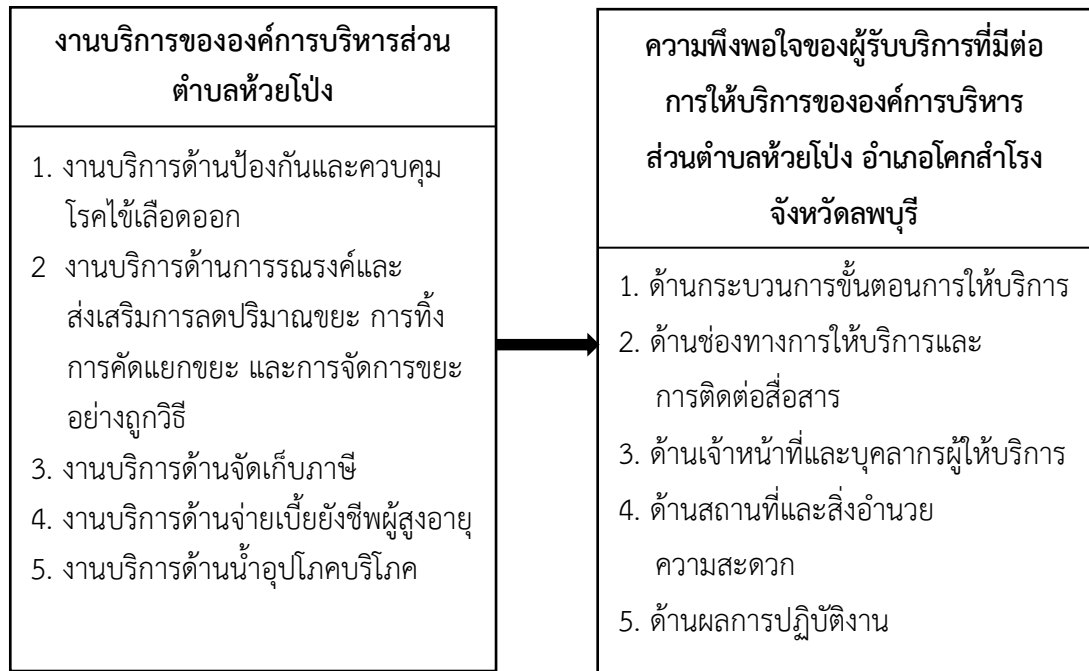 งานบริการขององค์การบริหารส่วน
ตำบลห้วยโป่ง
1. งานบริการด้านป้องกันและควบคุม
โรคไข้เลือดออก
2 งานบริการด้านการรณรงค์และ
ส่งเสริมการลดปริมาณขยะ การทิ้ง
การคัดแยกขยะ และการจัดการขยะ
อย่างถูกวิธี
3. งานบริการด้านจัดเก็บภาษี
4. งานบริการด้านจ่ายเบี้ยยังชีพผู้สูงอายุ
5. งานบริการด้านน้ำอุปโภคบริโภค
ความพึงพอใจของผู้รับบริการที่มีต่อ
การให้บริการขององค์การบริหาร
ส่วนตำบลห้วยโป่ง อำเภอโคกสำโรง
จังหวัดลพบุรี
1. ด้านกระบวนการขั้นตอนการให้บริการ
2. ด้านช่องทางการให้บริการและ
การติดต่อสื่อสาร
3. ด้านเจ้าหน้าที่และบุคลากรผู้ให้บริการ
4. ด้านสถานที่และสิ่งอำนวย
ความสะดวก
5. ด้านผลการปฏิบัติงาน